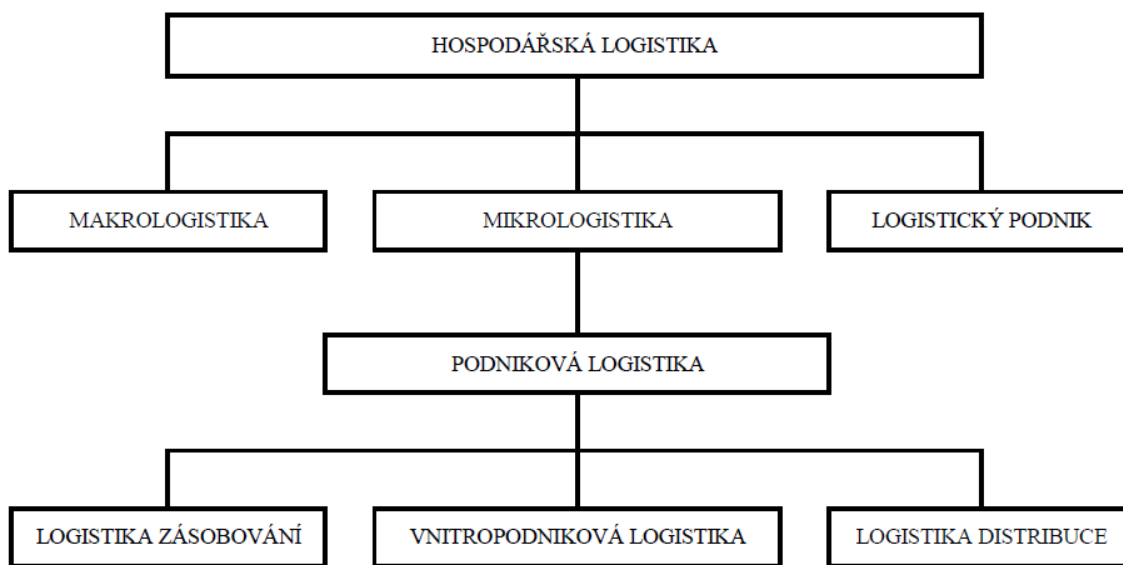 HOSPODÁŘSKÁ LOGISTIKA
MAKROLOGISTIKA
MIKROLOGISTIKA
LOGISTICKÝ PODNIK
PODNIKOVÁ LOGISTIKA
LOGISTIKA ZÁSOBOVÁNÍ
VNITROPODNIKOVÁ LOGISTIKA
LOGISTIKA DISTRIBUCE